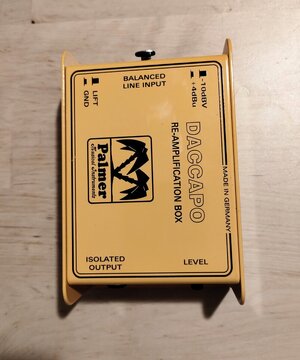 BALANCED
LINE INPUT
LIFT
GND
-10dBV
+4dBu
DACCAPO
RE-AMPLIFICATION BOX
MADE IN GERMANY
Palmer
Musical Instruments
ISOLATED
OUTPUT
LEVEL